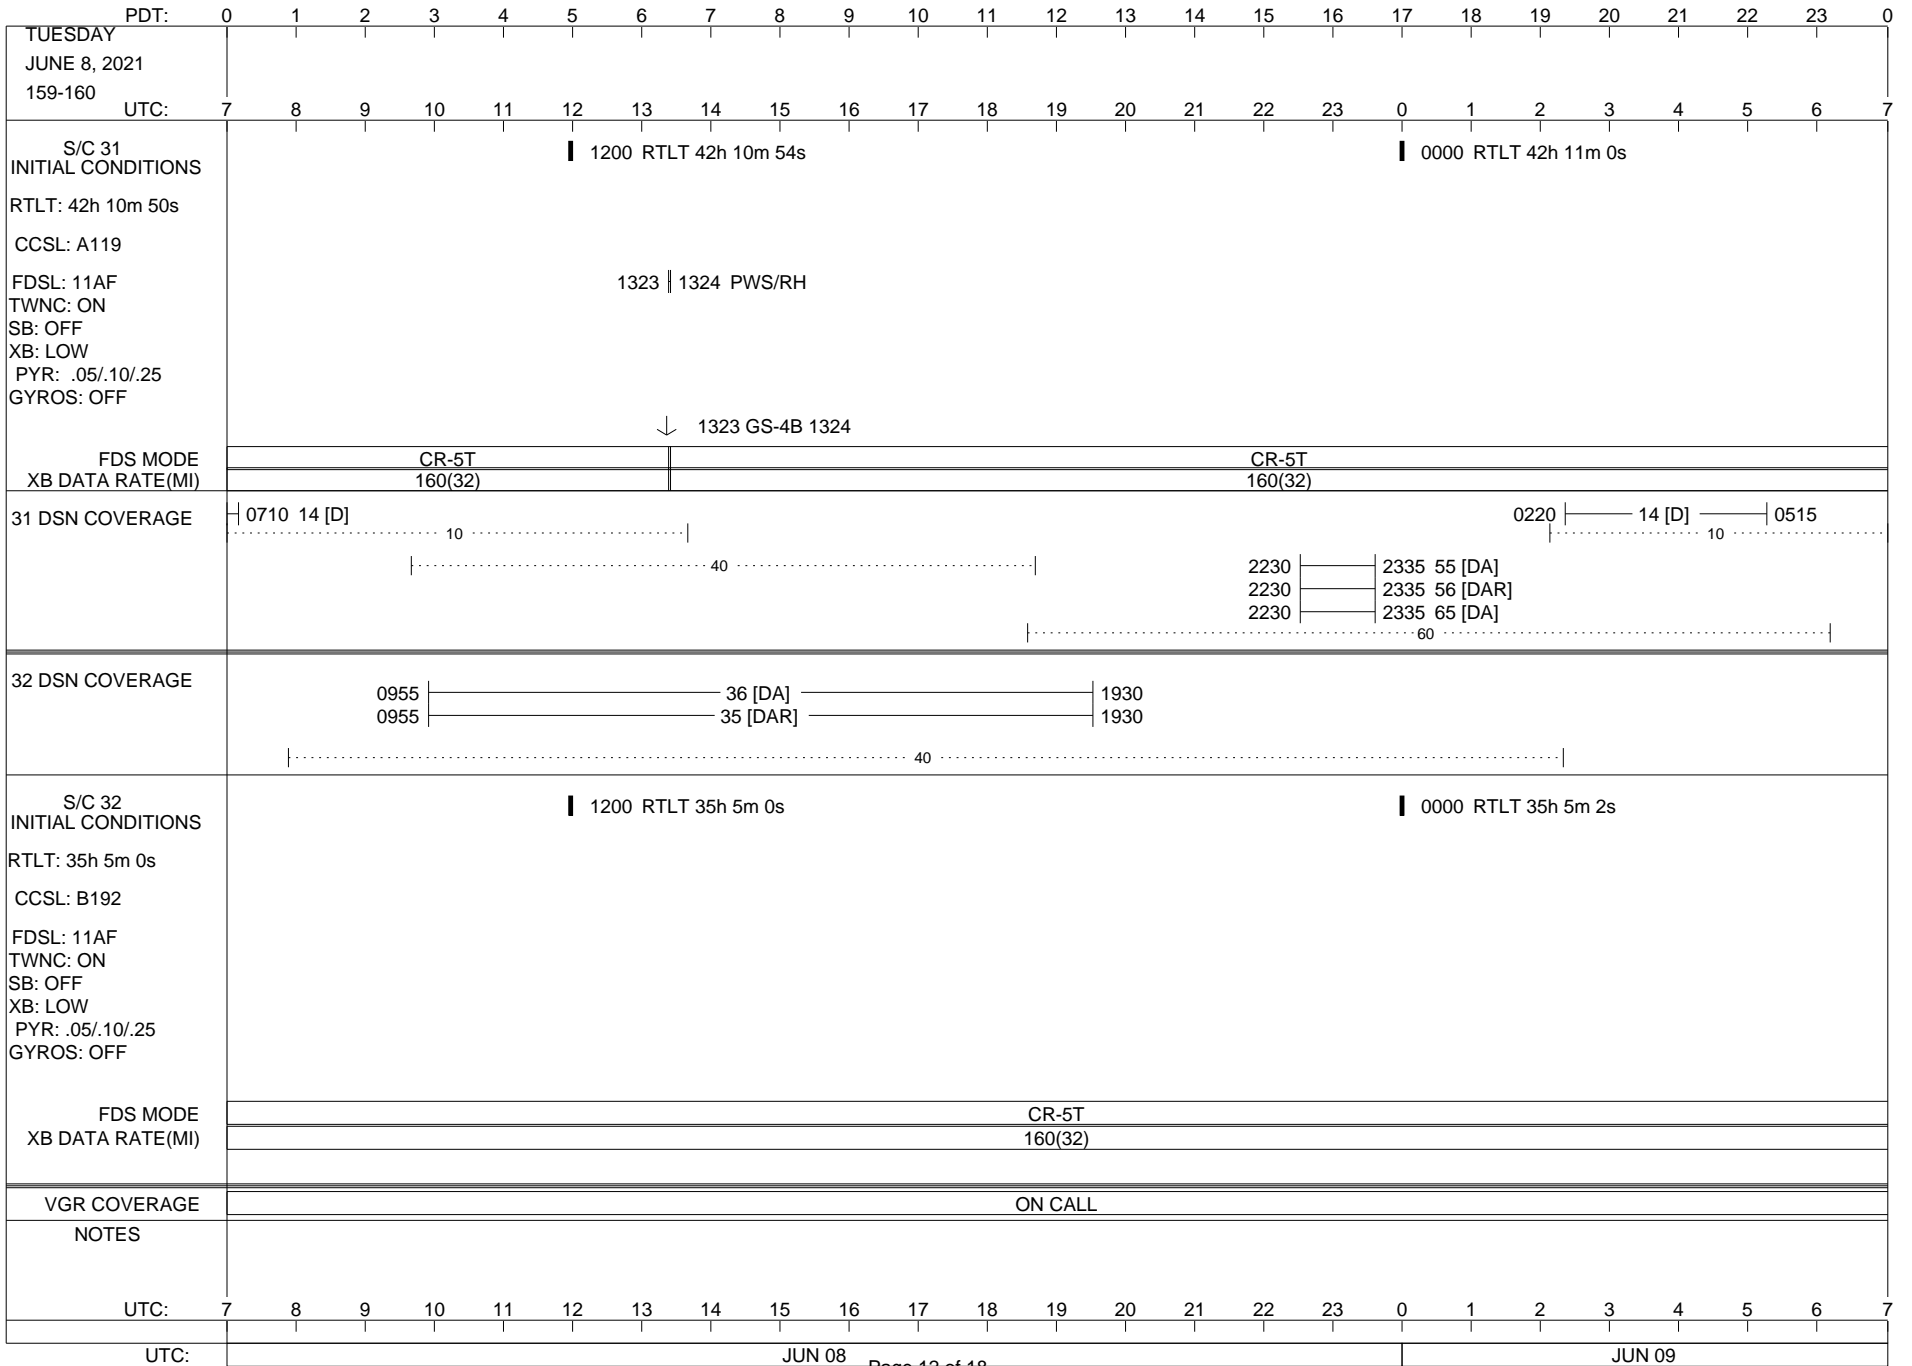 PDT: 0 1 2 3 4 5 6 7 8 9 10 11 12 13 14 15 16 17 18 19 20 21 22 23 0
TUESDAY
JUNE 8, 2021
159-160
UTC: 7 8 9 10 11 12 13 14 15 16 17 18 19 20 21 22 23 0 1 2 3 4 5 6 7
S/C 31
INITIAL CONDITIONS
1200 RTLT 42h 10m 54s
0000 RTLT 42h 11m 0s
RTLT: 42h 10m 50s
CCSL: A119
FDSL: 11AF
1323 1324 PWS/RH
TWNC: ON
SB: OFF
XB: LOW
PYR: .05/.10/.25
GYROS: OFF
1323 GS-4B 1324
FDS MODE CR-5T CR-5T
XB DATA RATE(MI) 160(32) 160(32)
31 DSN COVERAGE
0710 14 [D]
0220 14 [D] 0515
10
10
40
2230 2335 55 [DA]
2230 2335 56 [DAR]
2230 2335 65 [DA]
60
32 DSN COVERAGE
0955 36 [DA] 1930
0955 35 [DAR] 1930
40
S/C 32
INITIAL CONDITIONS
1200 RTLT 35h 5m 0s
0000 RTLT 35h 5m 2s
RTLT: 35h 5m 0s
CCSL: B192
FDSL: 11AF
TWNC: ON
SB: OFF
XB: LOW
PYR: .05/.10/.25
GYROS: OFF
FDS MODE CR-5T
XB DATA RATE(MI) 160(32)
VGR COVERAGE ON CALL
NOTES
UTC: 7 8 9 10 11 12 13 14 15 16 17 18 19 20 21 22 23 0 1 2 3 4 5 6 7
UTC: JUN 08 JUN 09
Page 12 of 18